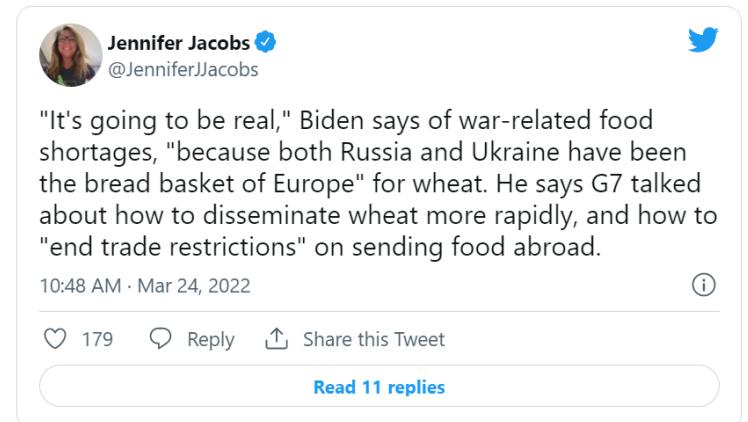 Jennifer Jacobs
@JenniferJJacobs
"It's going to be real," Biden says of war-related food
shortages, "because both Russia and Ukraine have been
the bread basket of Europe" for wheat. He says G7 talked
about how to disseminate wheat more rapidly, and how to
"end trade restrictions" on sending food abroad.
10:48 AM · Mar 24, 2022
179 Reply Share this Tweet
Read 11 replies